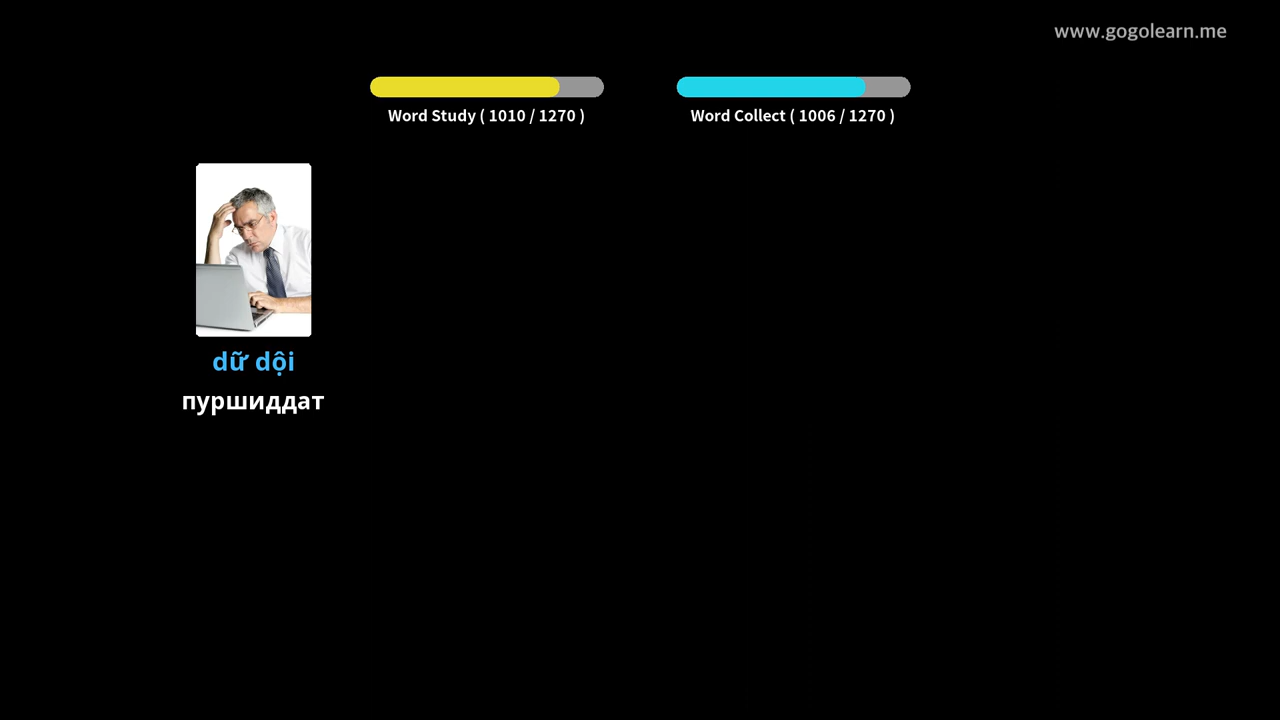 www.gogolearn.me
Word Study ( 1010 / 1270 )
Word Collect ( 1006 / 1270 )
dữ dội
пуршиддат